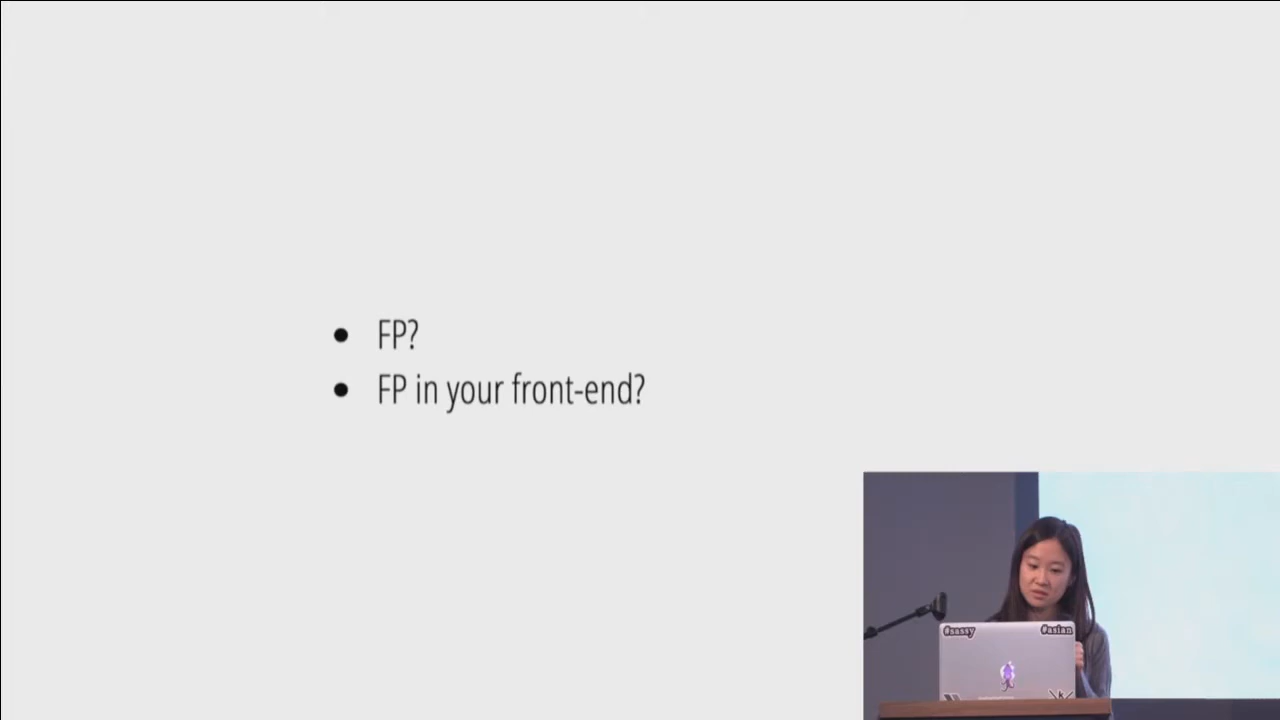 • FP?
• FP in your front-end?
#sassy #asian